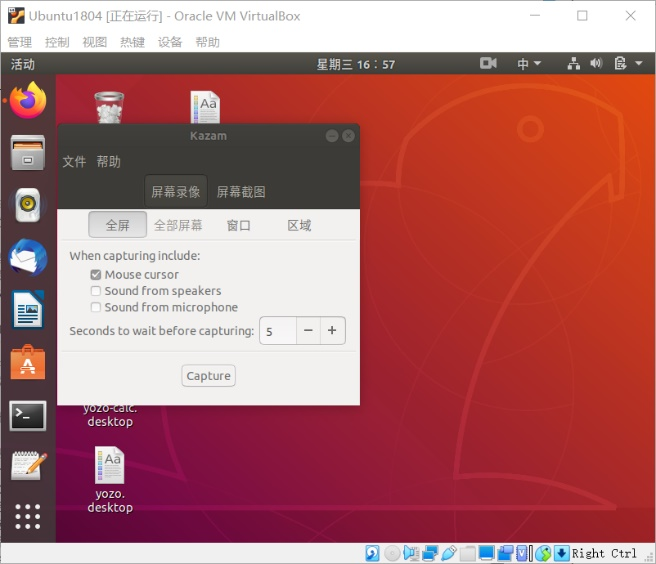 Ubuntu1804 [正在运行] - Oracle VM VirtualBox
管理 控制 视图 热键 设备 帮助
活动 星期三 16：57 中
Aa
Kazam
文件 帮助
屏幕录像 屏幕截图
全屏 全部屏幕 窗口 区域
When capturing include:
Mouse cursor
Sound from speakers
Sound from microphone
Seconds to wait before capturing: 5 − +
Capture
yozo-calc.
desktop
Aa
yozo.
desktop
Right Ctrl